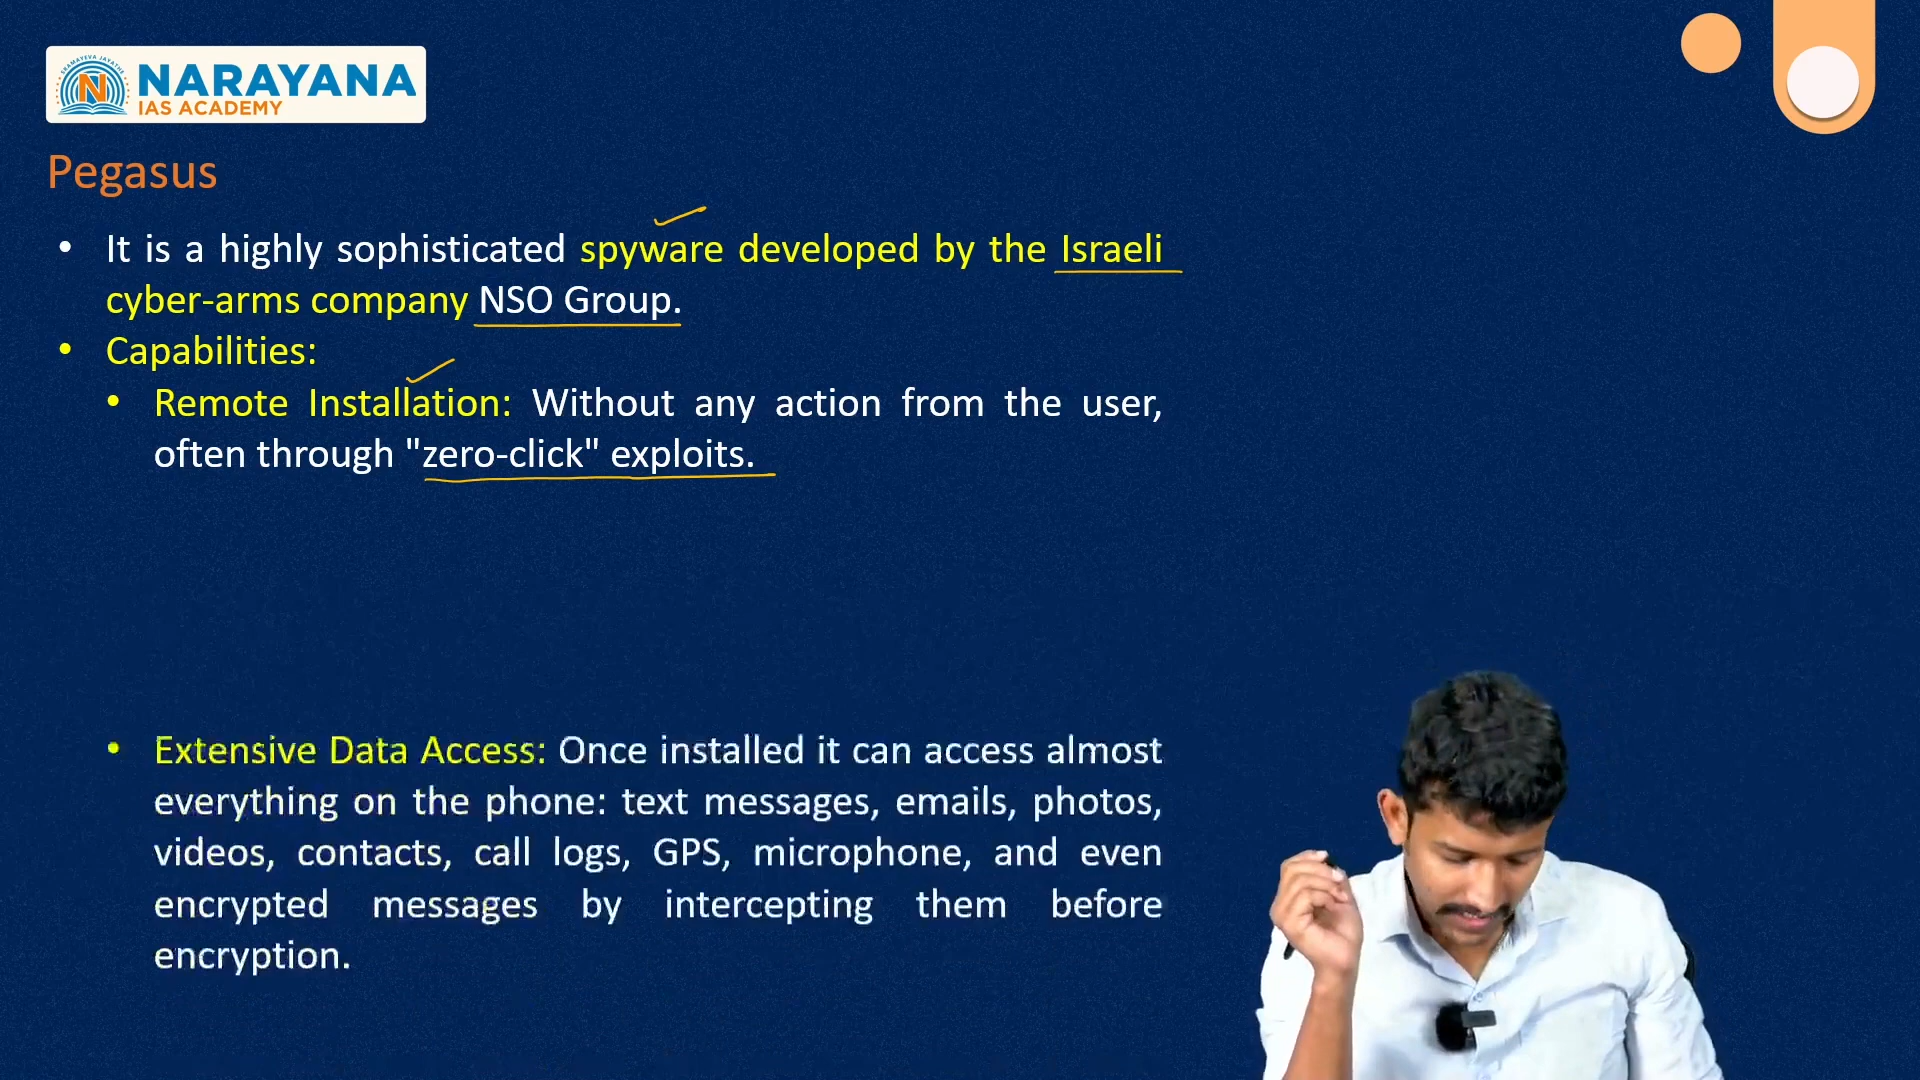 NARAYANA
IAS ACADEMY
Pegasus
• It is a highly sophisticated spyware developed by the Israeli
cyber-arms company NSO Group.
• Capabilities:
• Remote Installation: Without any action from the user,
often through "zero-click" exploits.
• Extensive Data Access: Once installed it can access almost
everything on the phone: text messages, emails, photos,
videos, contacts, call logs, GPS, microphone, and even
encrypted messages by intercepting them before
encryption.